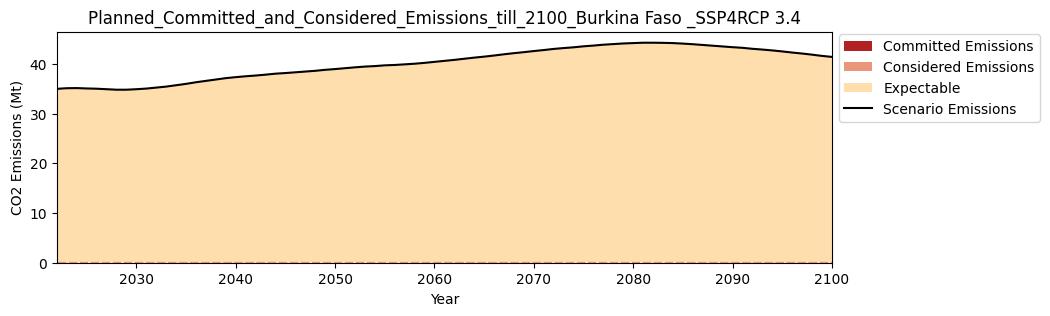 Planned_Committed_and_Considered_Emissions_till_2100_Burkina Faso _SSP4RCP 3.4
Committed Emissions
Considered Emissions
Expectable
Scenario Emissions
CO2 Emissions (Mt)
40
30
20
10
0
2030 2040 2050 2060 2070 2080 2090 2100
Year